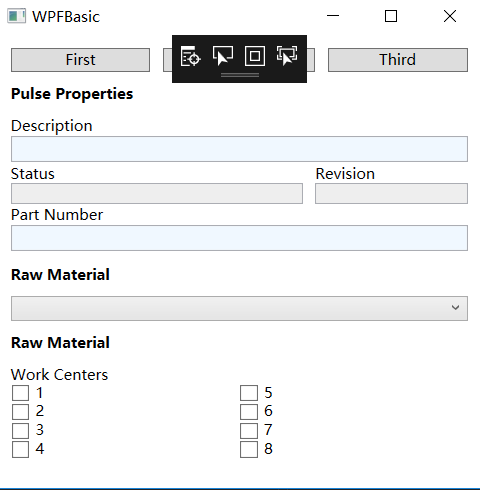 WPFBasic
First Third
Pulse Properties
Description
Status Revision
Part Number
Raw Material
Raw Material
Work Centers
1 5
2 6
3 7
4 8